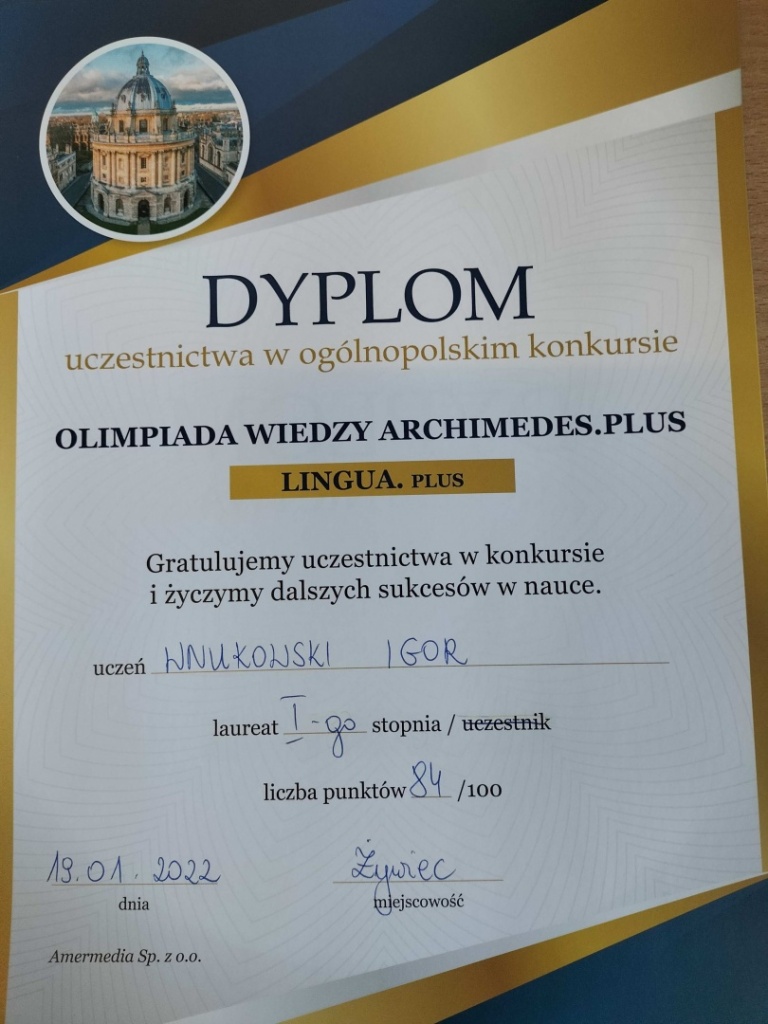 DYPLOM
uczestnictwa w ogólnopolskim konkursie
OLIMPIADA WIEDZY ARCHIMEDES.PLUS
LINGUA. PLUS
Gratulujemy uczestnictwa w konkursie
i życzymy dalszych sukcesów w nauce.
uczeń WNUKOWSKI IGOR
laureat I-go stopnia / uczestnik
liczba punktów 84 /100
19.01.2022 Żywiec
dnia miejscowość
Amermedia Sp. z o.o.